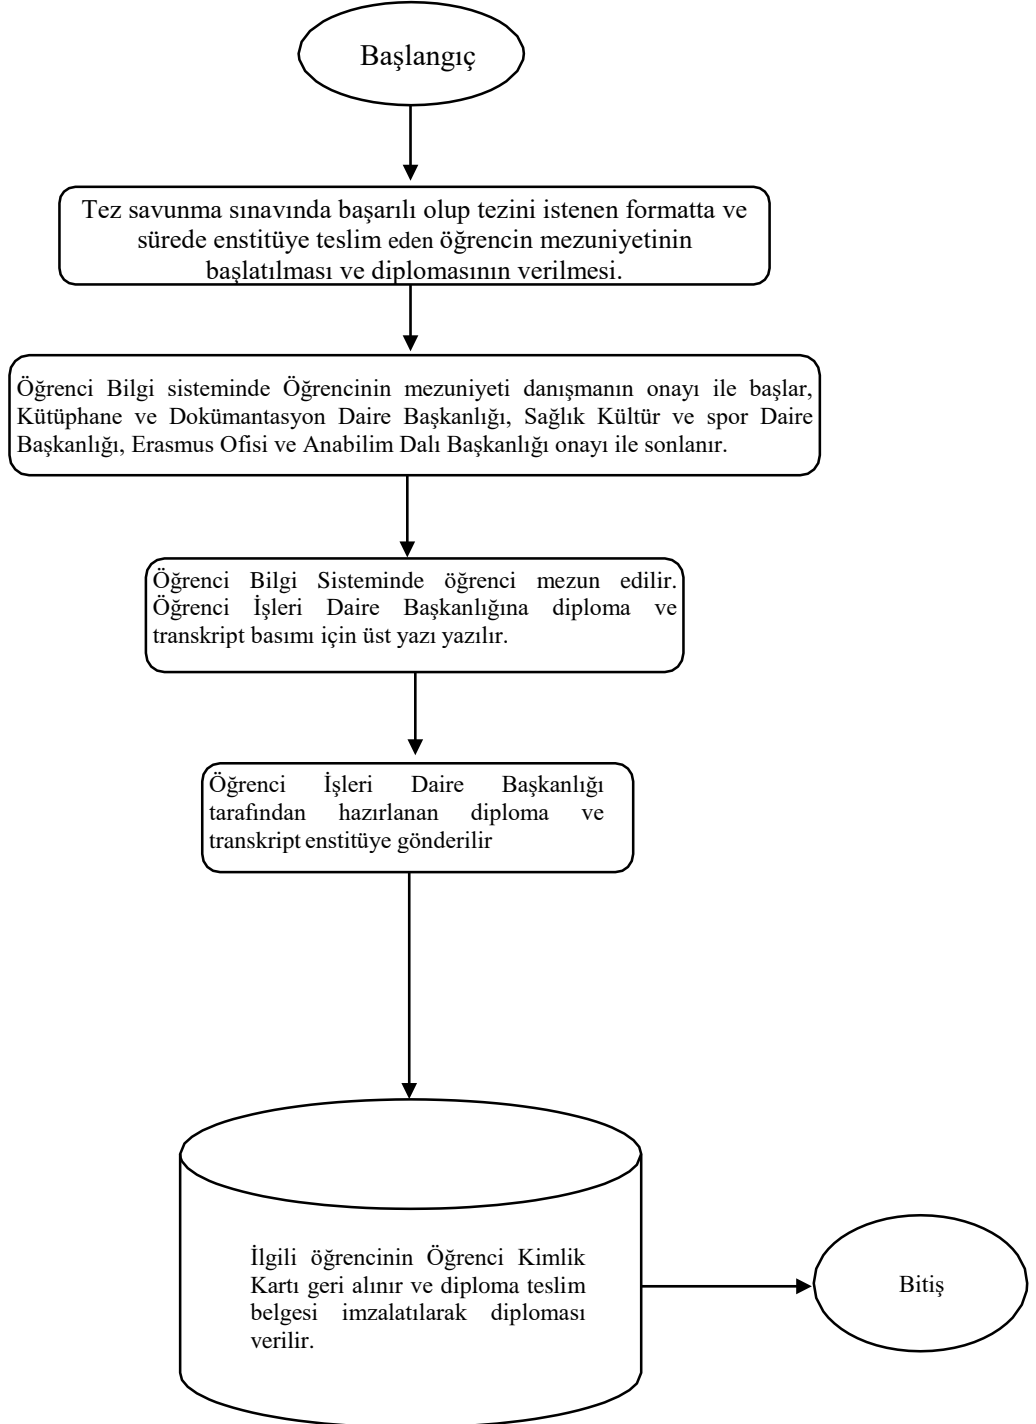 Başlangıç
Tez savunma sınavında başarılı olup tezini istenen formatta ve
sürede enstitüye teslim eden öğrencin mezuniyetinin
başlatılması ve diplomasının verilmesi.
Öğrenci Bilgi sisteminde Öğrencinin mezuniyeti danışmanın onayı ile başlar,
Kütüphane ve Dokümantasyon Daire Başkanlığı, Sağlık Kültür ve spor Daire
Başkanlığı, Erasmus Ofisi ve Anabilim Dalı Başkanlığı onayı ile sonlanır.
Öğrenci Bilgi Sisteminde öğrenci mezun edilir.
Öğrenci İşleri Daire Başkanlığına diploma ve
transkript basımı için üst yazı yazılır.
Öğrenci İşleri Daire Başkanlığı
tarafından hazırlanan diploma ve
transkript enstitüye gönderilir
İlgili öğrencinin Öğrenci Kimlik
Kartı geri alınır ve diploma teslim
belgesi imzalatılarak diploması
verilir.
Bitiş